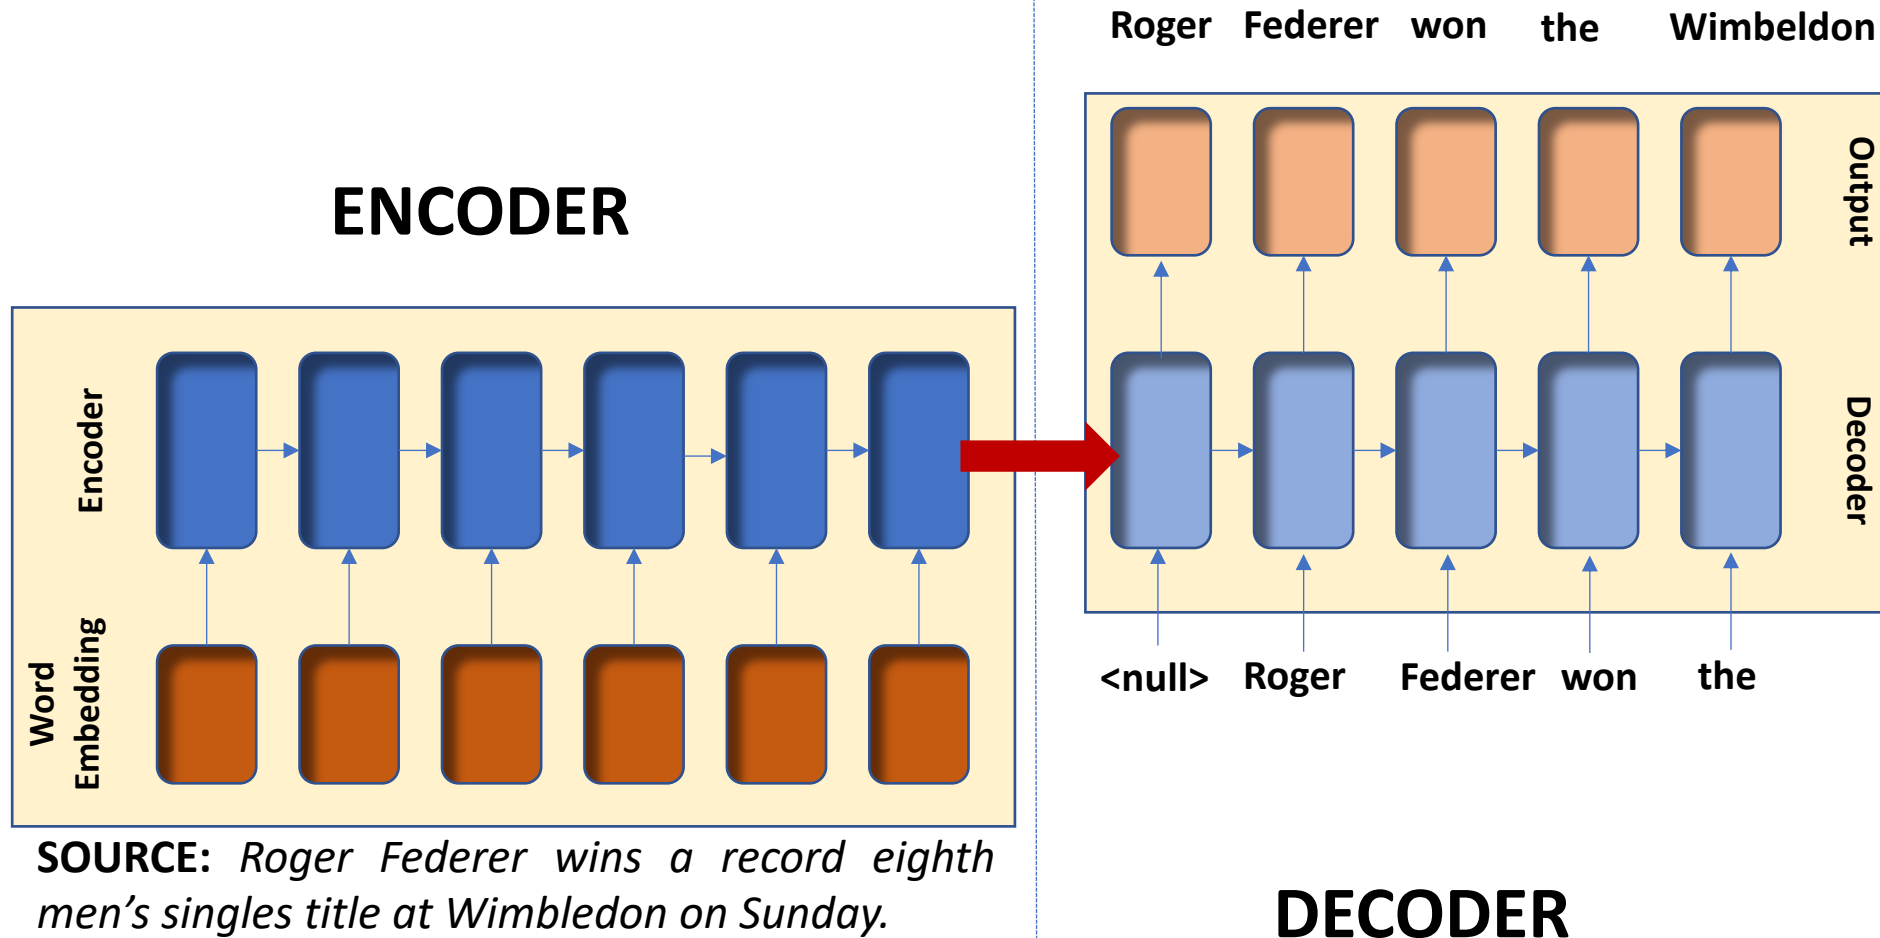 ENCODER
Encoder
Word
Embedding
SOURCE: Roger Federer wins a record eighth
men’s singles title at Wimbledon on Sunday.
Roger Federer won the Wimbeldon
Output
Decoder
<null> Roger Federer won the
DECODER